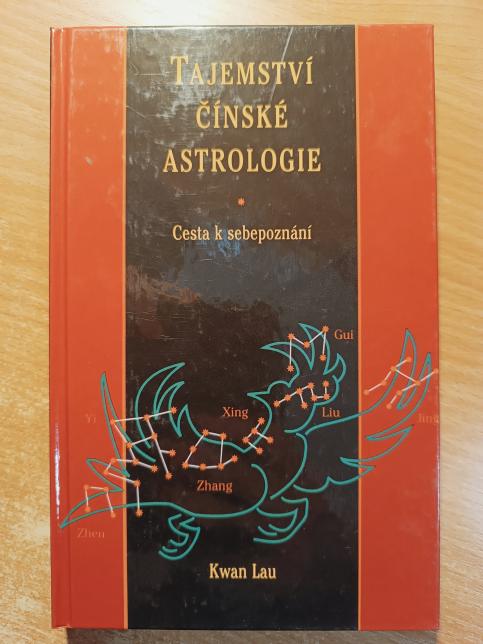 TAJEMSTVÍ
ČÍNSKÉ
ASTROLOGIE
Cesta k sebepoznání
Gui
Yi
Xing
Liu
Jing
Zhang
Zhen
Kwan Lau